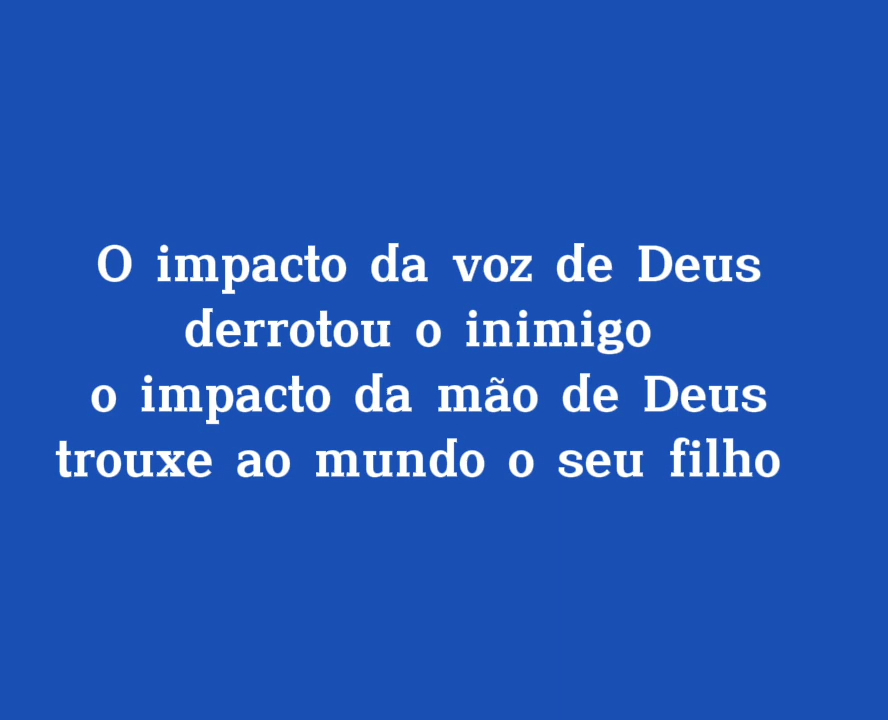 O impacto da voz de Deus
derrotou o inimigo
o impacto da mão de Deus
trouxe ao mundo o seu filho